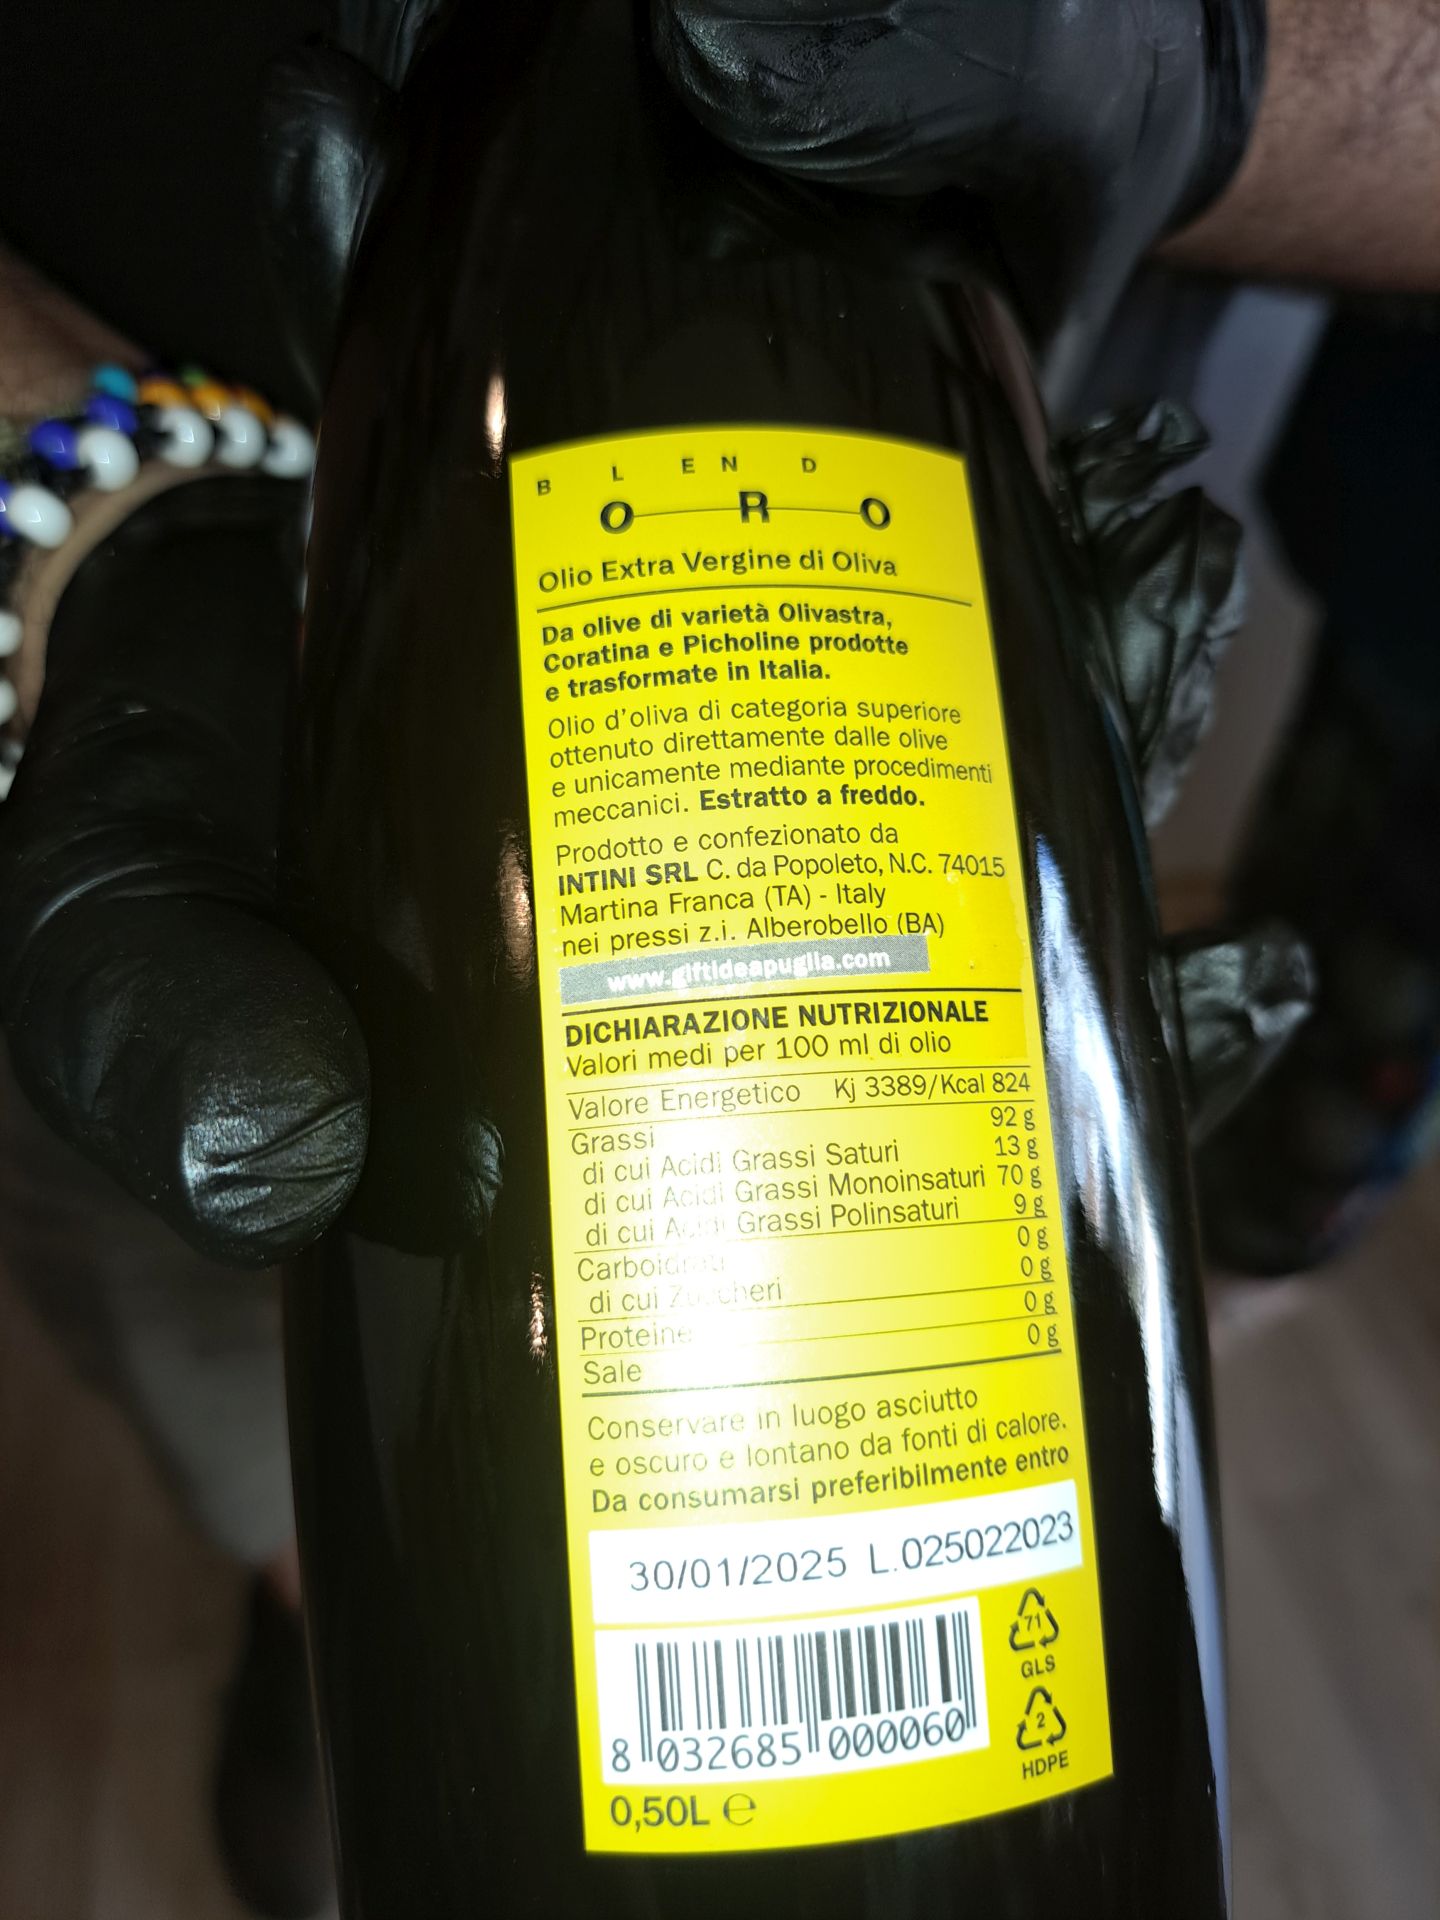 BLEND
ORO
Olio Extra Vergine di Oliva
Da olive di varietà Olivastra,
Coratina e Picholine prodotte
e trasformate in Italia.
Olio d'oliva di categoria superiore
ottenuto direttamente dalle olive
e unicamente mediante procedimenti
meccanici. Estratto a freddo.
Prodotto e confezionato da
INTINI SRL C. da Popoleto, N.C. 74015
Martina Franca (TA) - Italy
nei pressi z.i. Alberobello (BA)
www.giftideapuglia.com
DICHIARAZIONE NUTRIZIONALE
Valori medi per 100 ml di olio
Valore Energetico Kj 3389/Kcal 824
Grassi 92 g
di cui Acidi Grassi Saturi 13 g
di cui Acidi Grassi Monoinsaturi 70 g
di cui Acidi Grassi Polinsaturi 9 g
Carboidrati 0 g
di cui Zuccheri 0 g
Proteine 0 g
Sale 0 g
Conservare in luogo asciutto
e oscuro e lontano da fonti di calore.
Da consumarsi preferibilmente entro
30/01/2025 L.025022023
71
GLS
2
HDPE
8 032685 000060
0,50L ℮